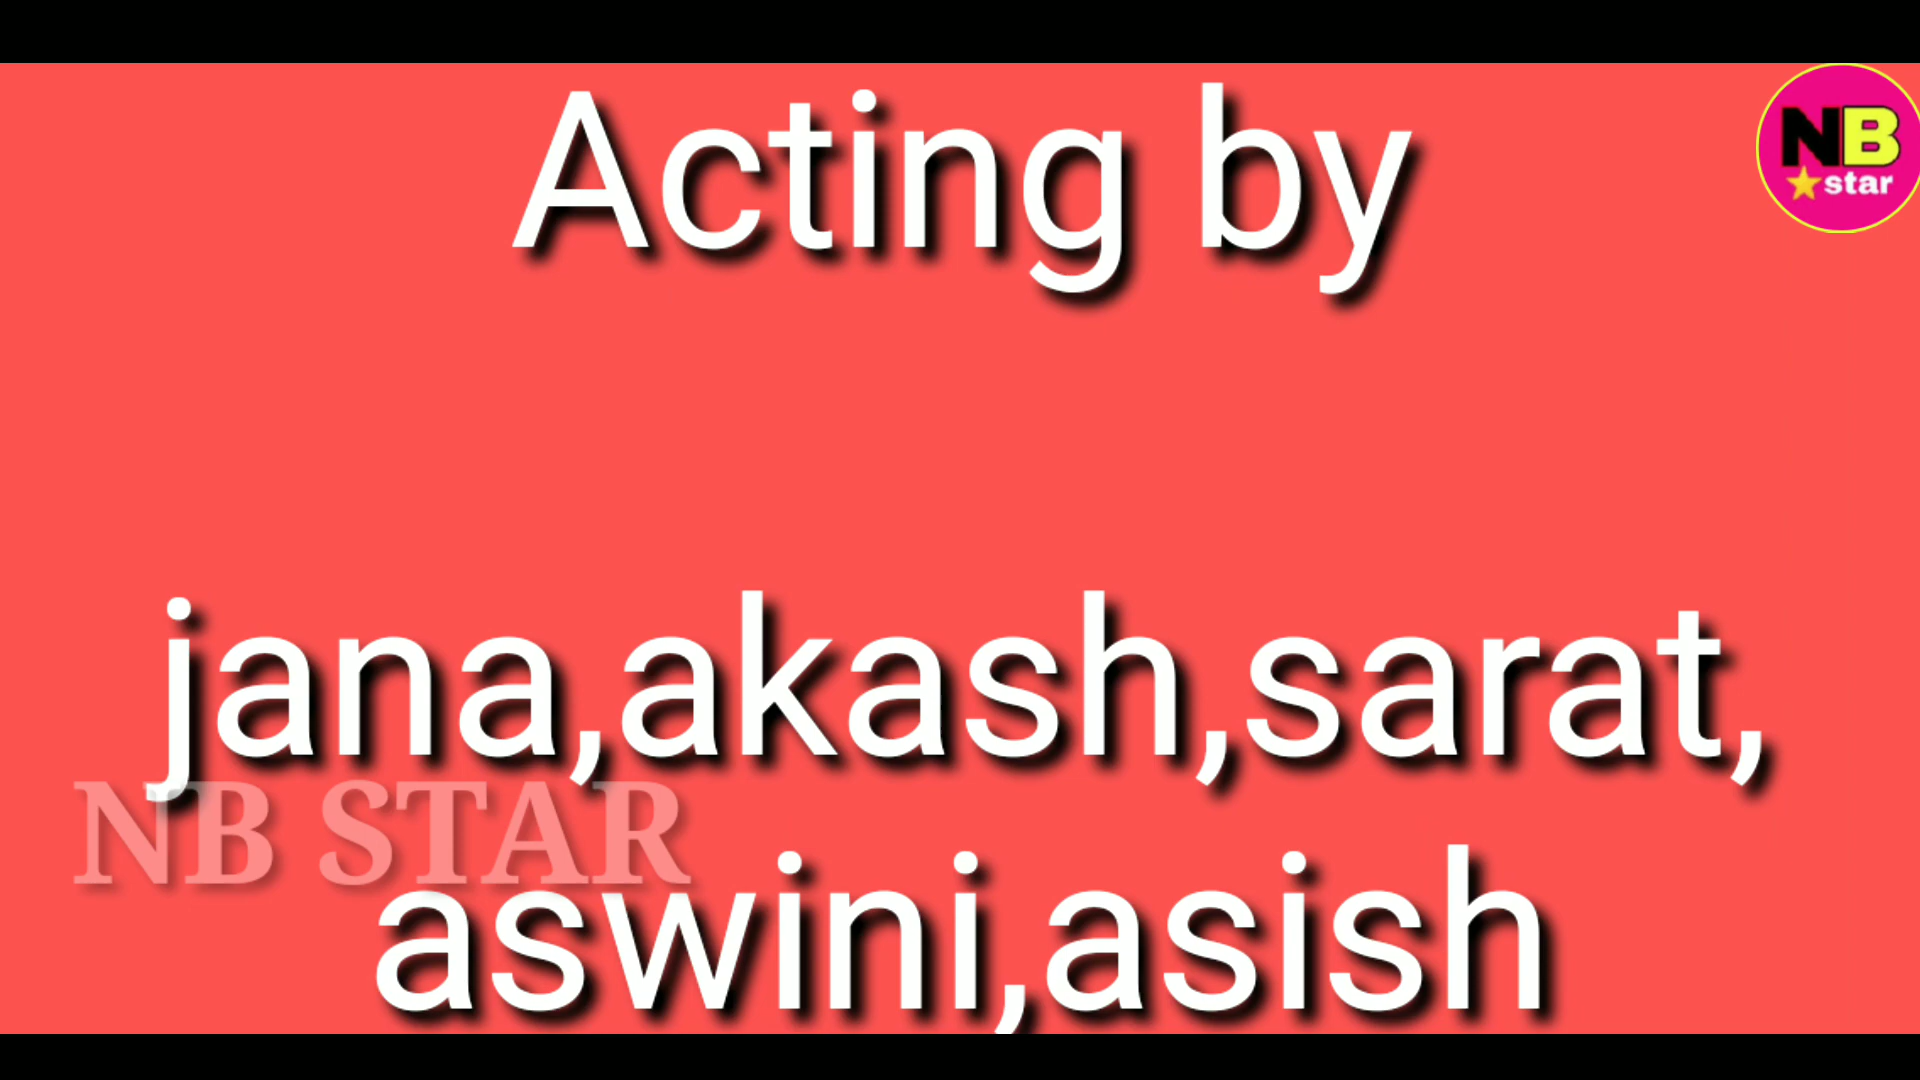 Acting by
NB
star
jana,akash,sarat,
NB STAR
aswini,asish